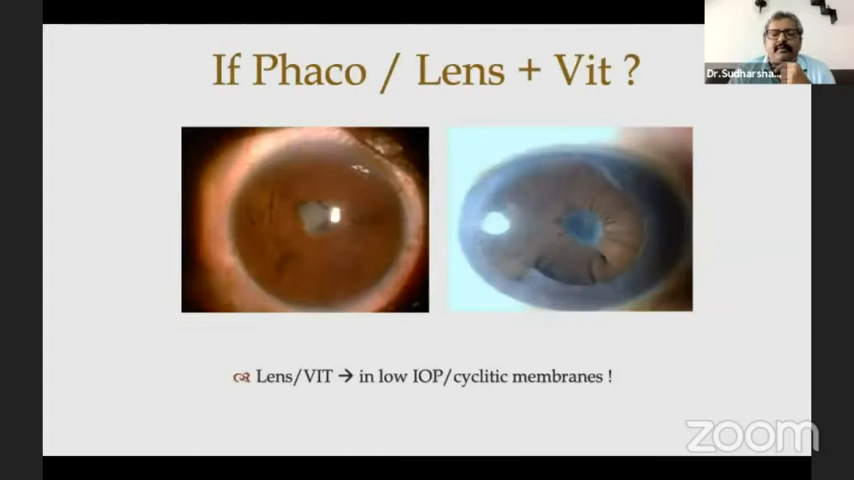 If Phaco / Lens + Vit ?
Dr.Sudharsha...
Lens/VIT → in low IOP/cyclitic membranes !
zoom